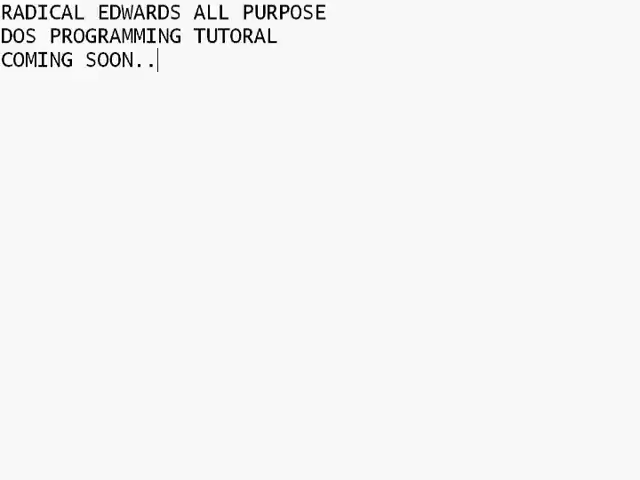 RADICAL EDWARDS ALL PURPOSE
DOS PROGRAMMING TUTORAL
COMING SOON..